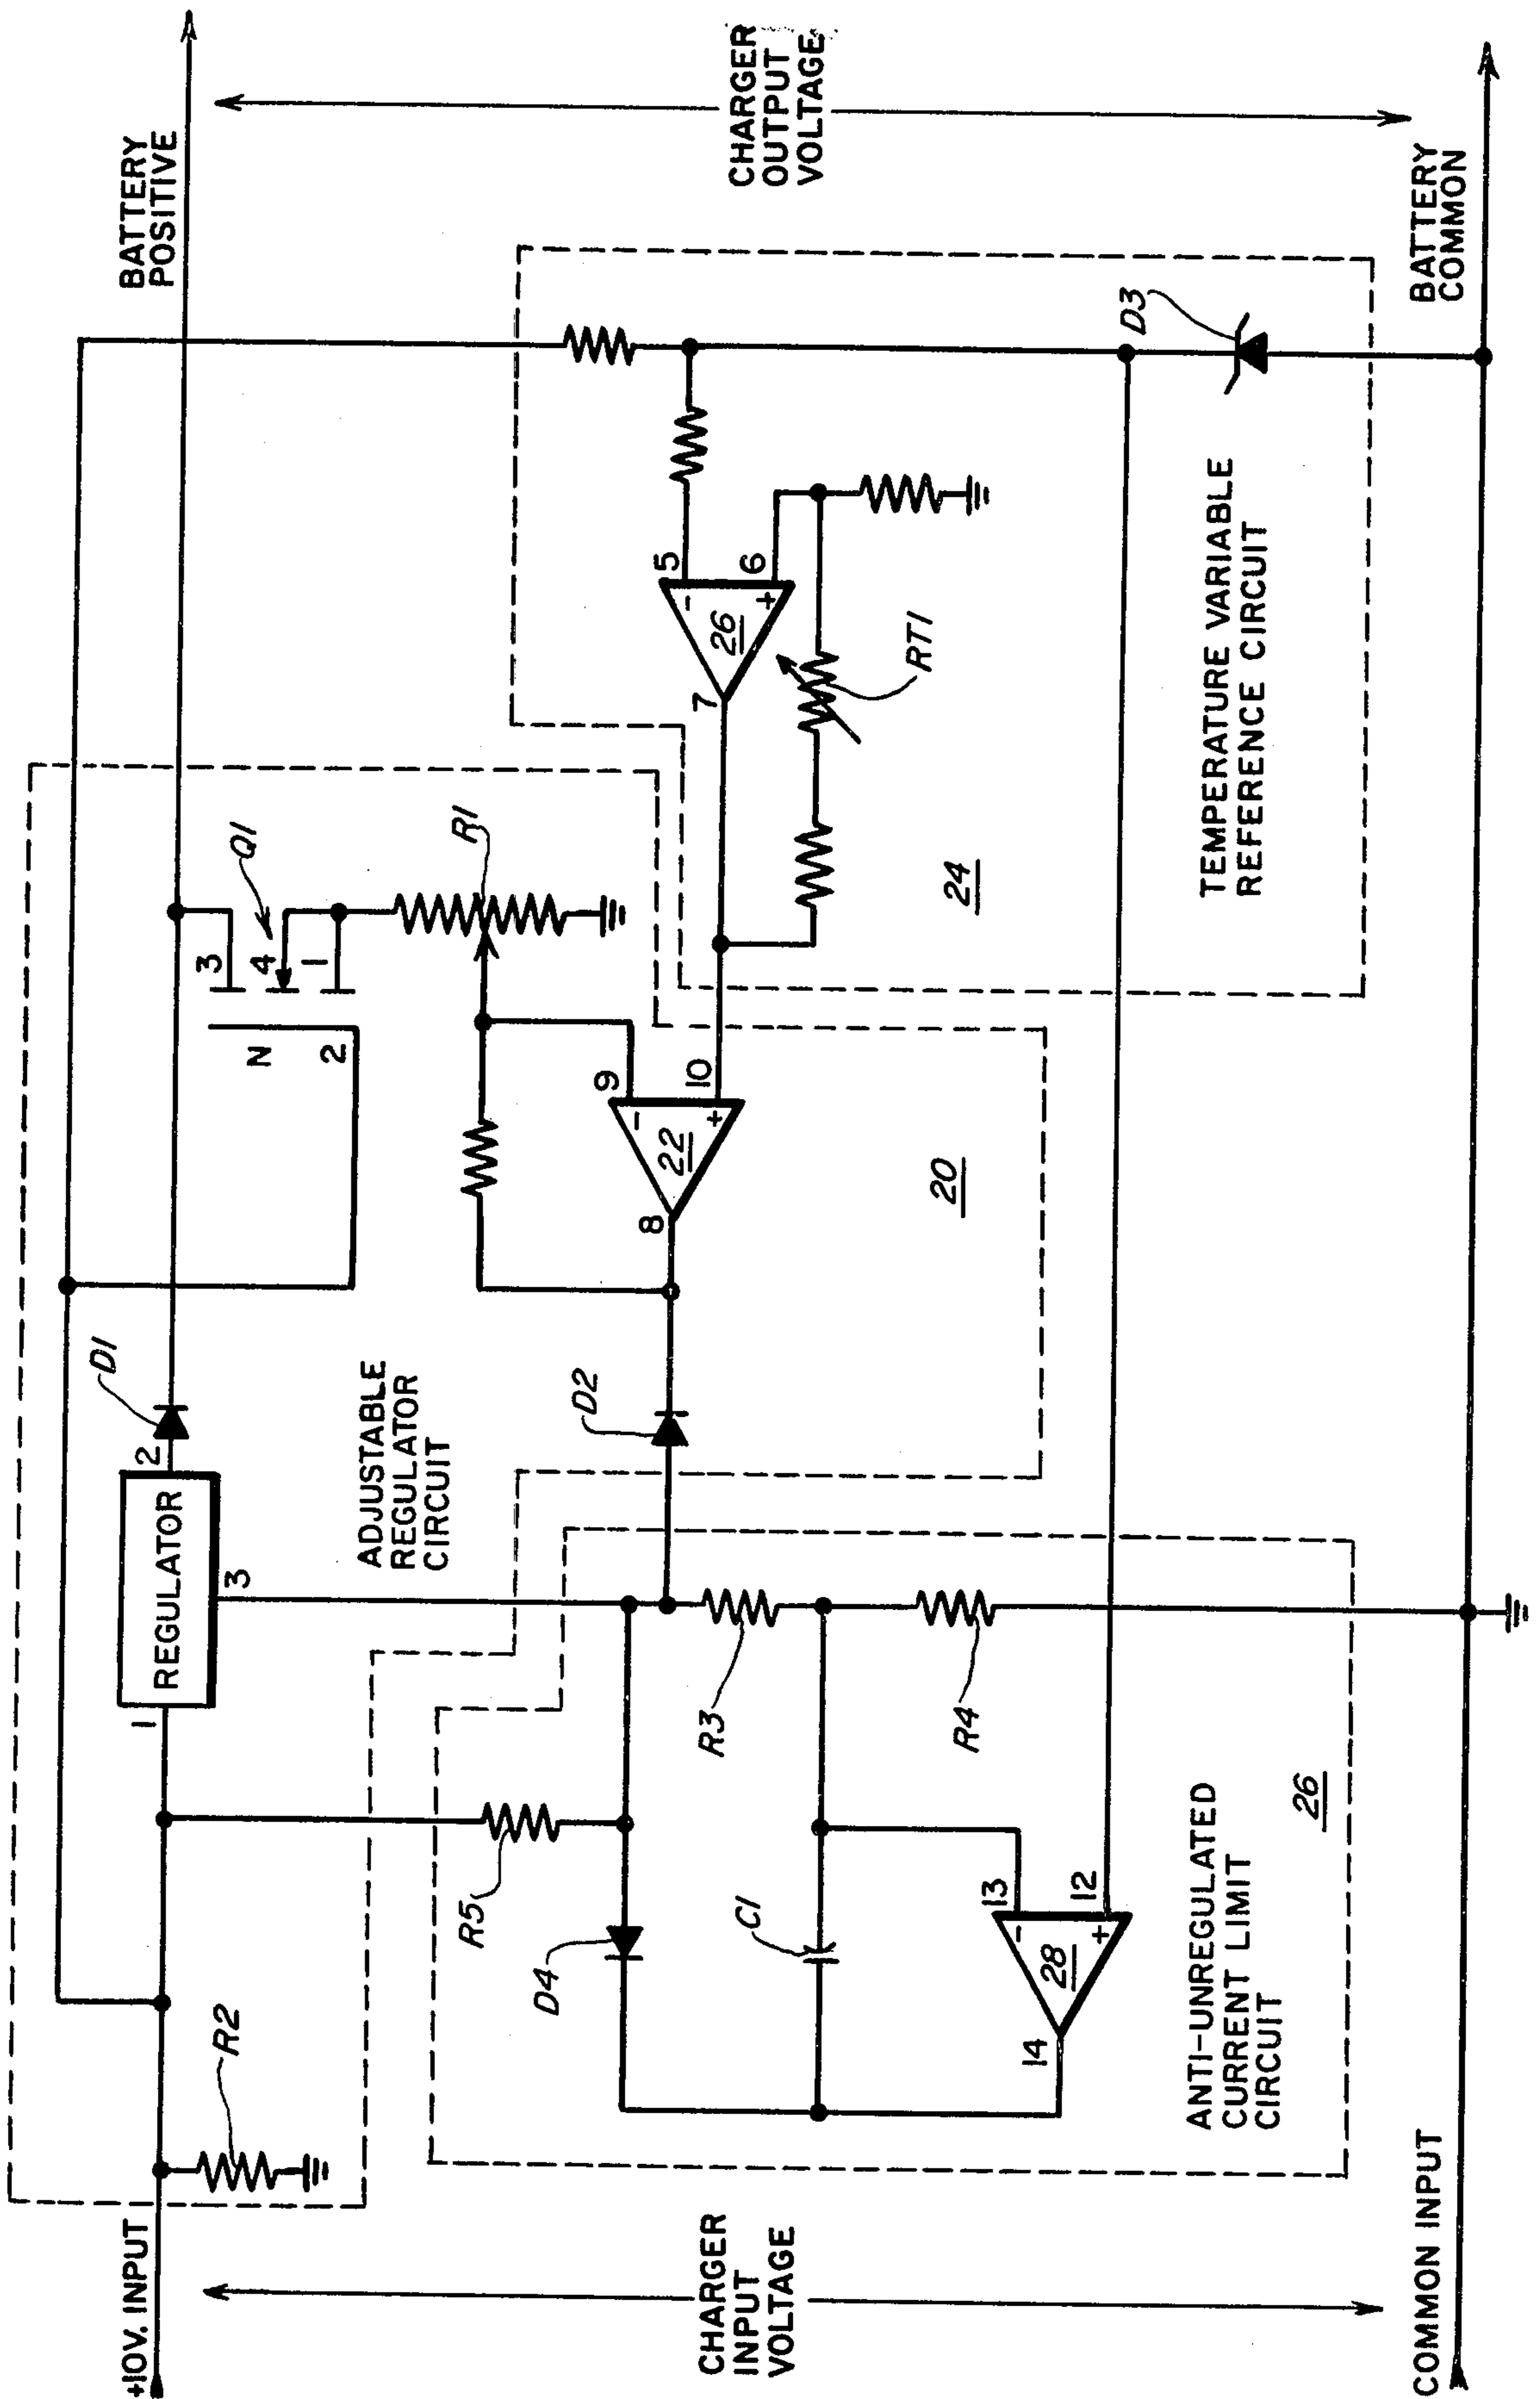 +10V. INPUT
R2
1
REGULATOR
2
3
D1
BATTERY
POSITIVE
ADJUSTABLE
REGULATOR
CIRCUIT
N
2
3
4
1
Q1
R1
R5
D4
D2
8
22
-
+
9
10
7
26
-
+
5
6
RT1
CHARGER
INPUT
VOLTAGE
CHARGER
OUTPUT
VOLTAGE
C1
R3
R4
20
24
14
28
-
+
13
12
ANTI-UNREGULATED
CURRENT LIMIT
CIRCUIT
26
TEMPERATURE VARIABLE
REFERENCE CIRCUIT
D3
COMMON INPUT
BATTERY
COMMON